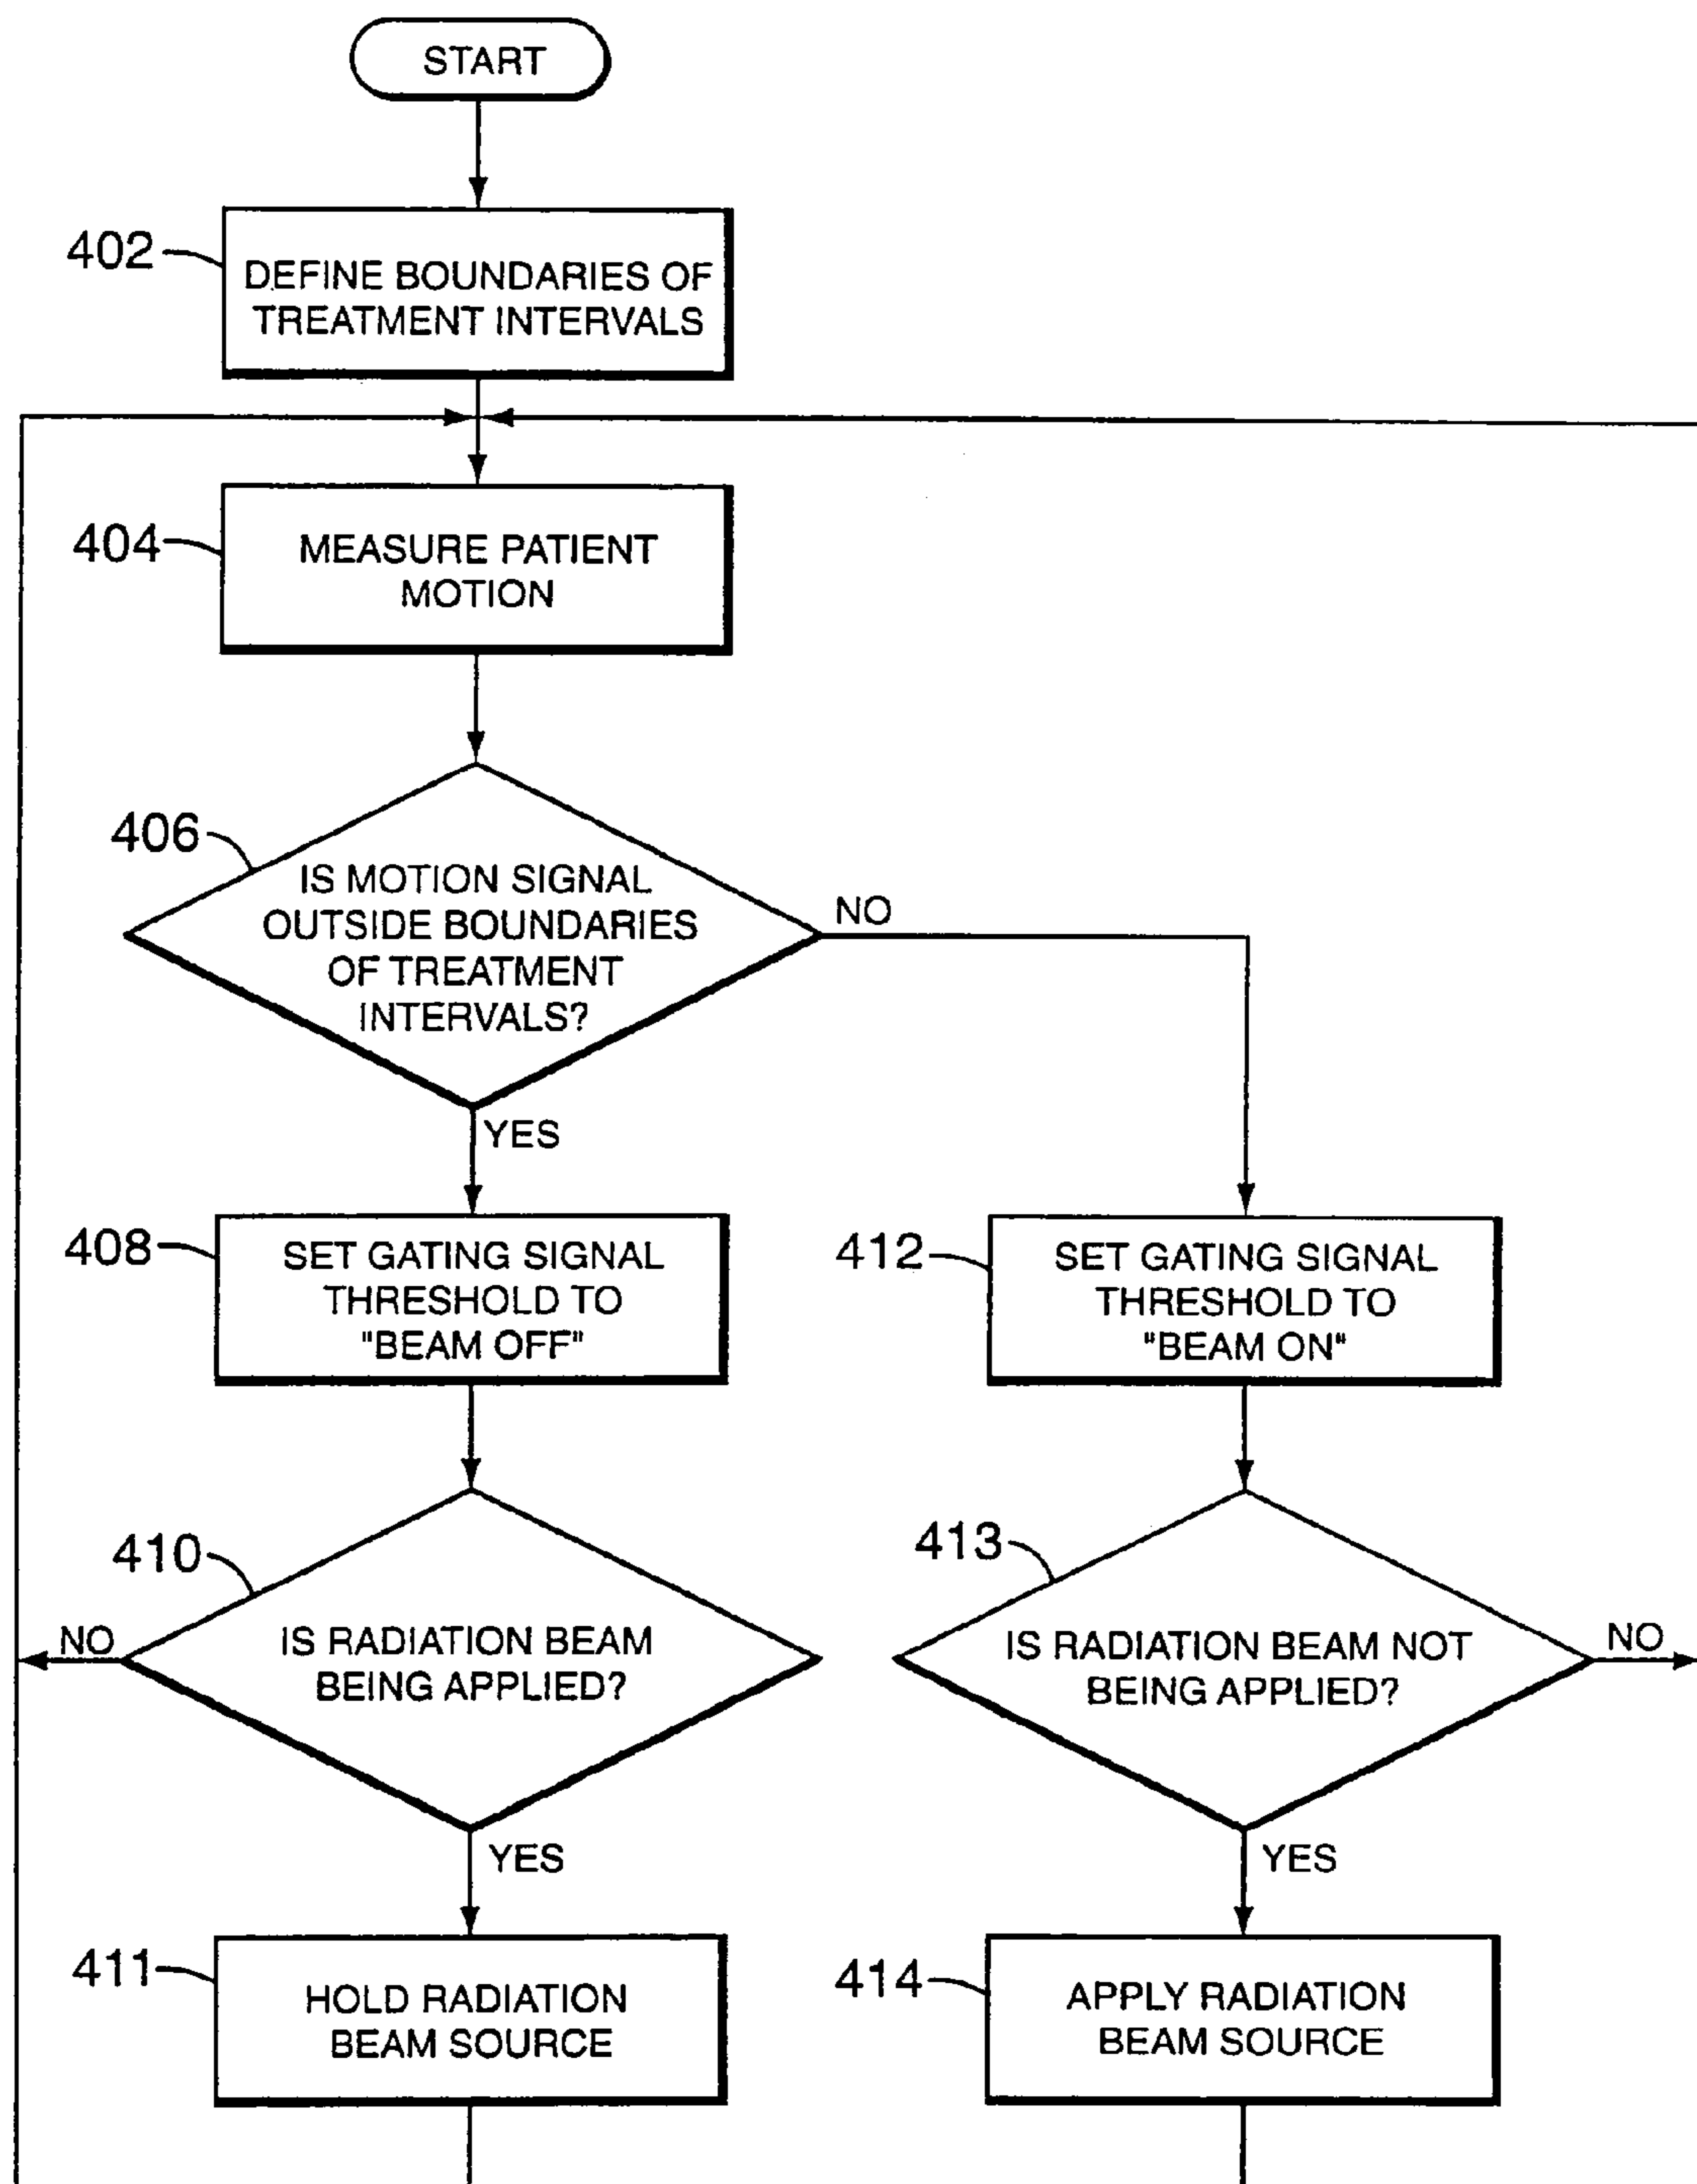 START
402
DEFINE BOUNDARIES OF
TREATMENT INTERVALS
404
MEASURE PATIENT
MOTION
406
IS MOTION SIGNAL
OUTSIDE BOUNDARIES
OF TREATMENT
INTERVALS?
NO
YES
408
SET GATING SIGNAL
THRESHOLD TO
"BEAM OFF"
412
SET GATING SIGNAL
THRESHOLD TO
"BEAM ON"
410
NO
IS RADIATION BEAM
BEING APPLIED?
YES
413
IS RADIATION BEAM NOT
BEING APPLIED?
NO
YES
411
HOLD RADIATION
BEAM SOURCE
414
APPLY RADIATION
BEAM SOURCE